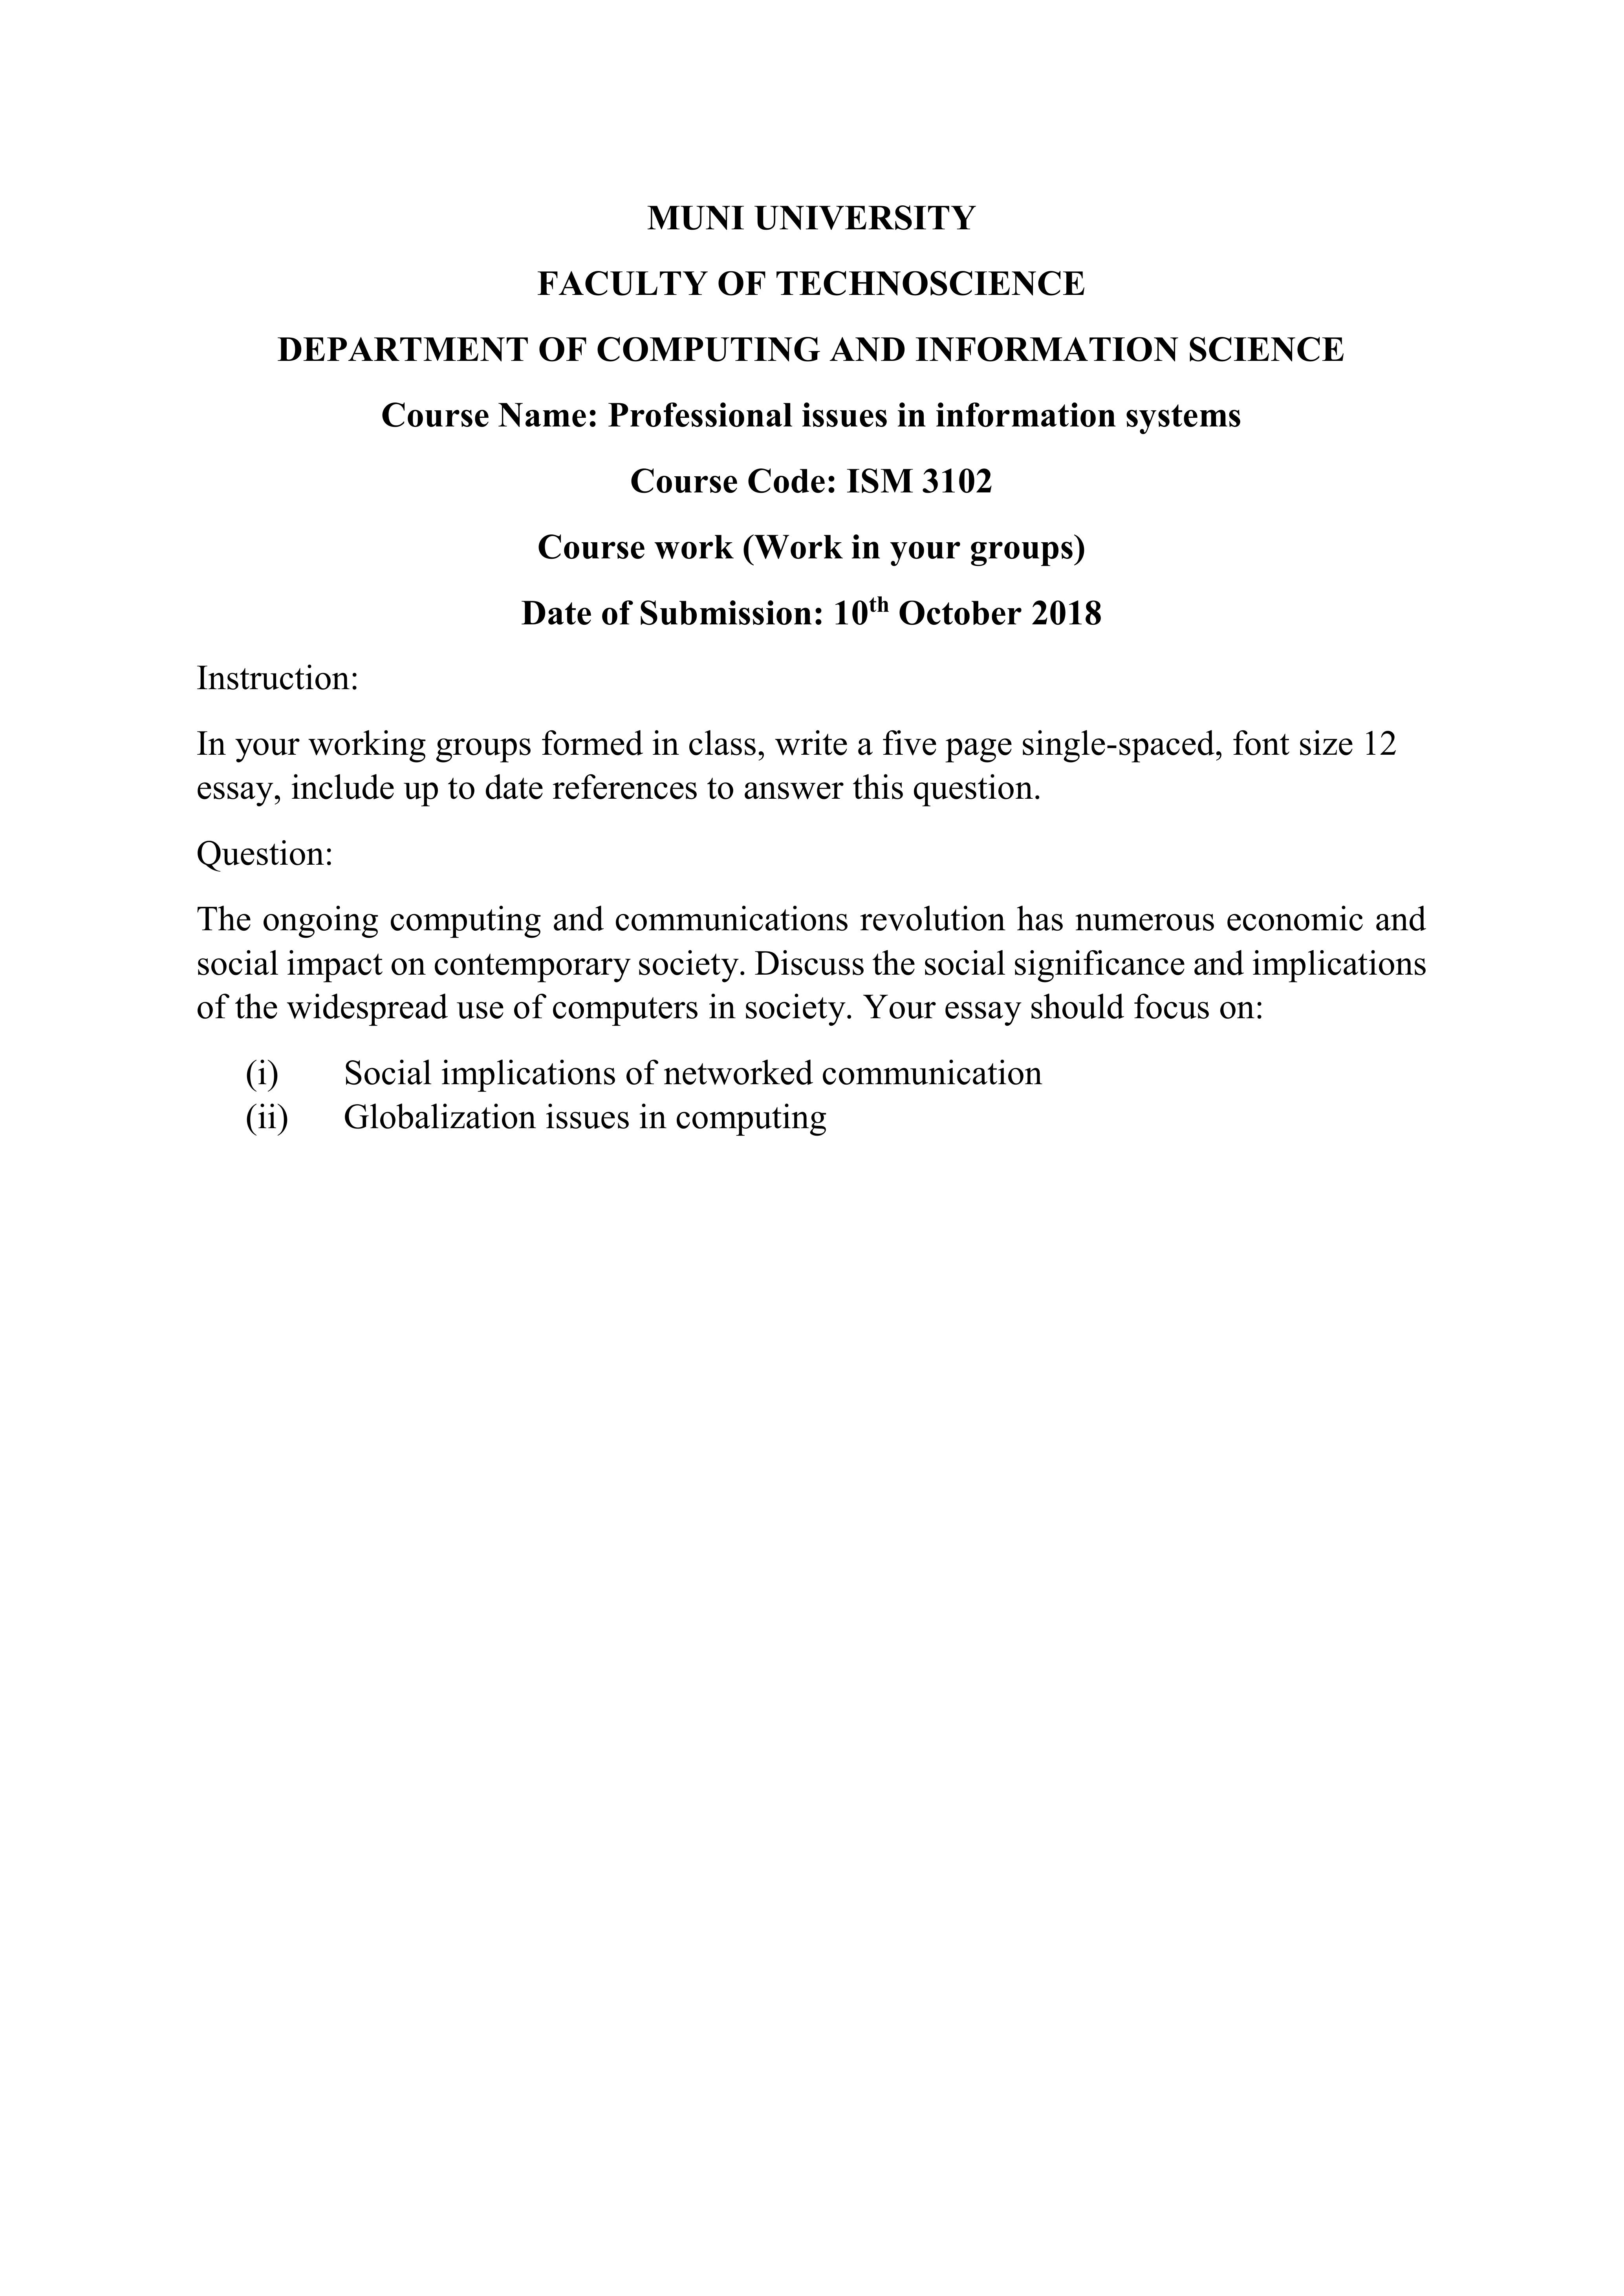 MUNI UNIVERSITY
FACULTY OF TECHNOSCIENCE
DEPARTMENT OF COMPUTING AND INFORMATION SCIENCE
Course Name: Professional issues in information systems
Course Code: ISM 3102
Course work (Work in your groups)
Date of Submission: 10th October 2018
Instruction:
In your working groups formed in class, write a five page single-spaced, font size 12
essay, include up to date references to answer this question.
Question:
The ongoing computing and communications revolution has numerous economic and
social impact on contemporary society. Discuss the social significance and implications
of the widespread use of computers in society. Your essay should focus on:
(i) Social implications of networked communication
(ii) Globalization issues in computing